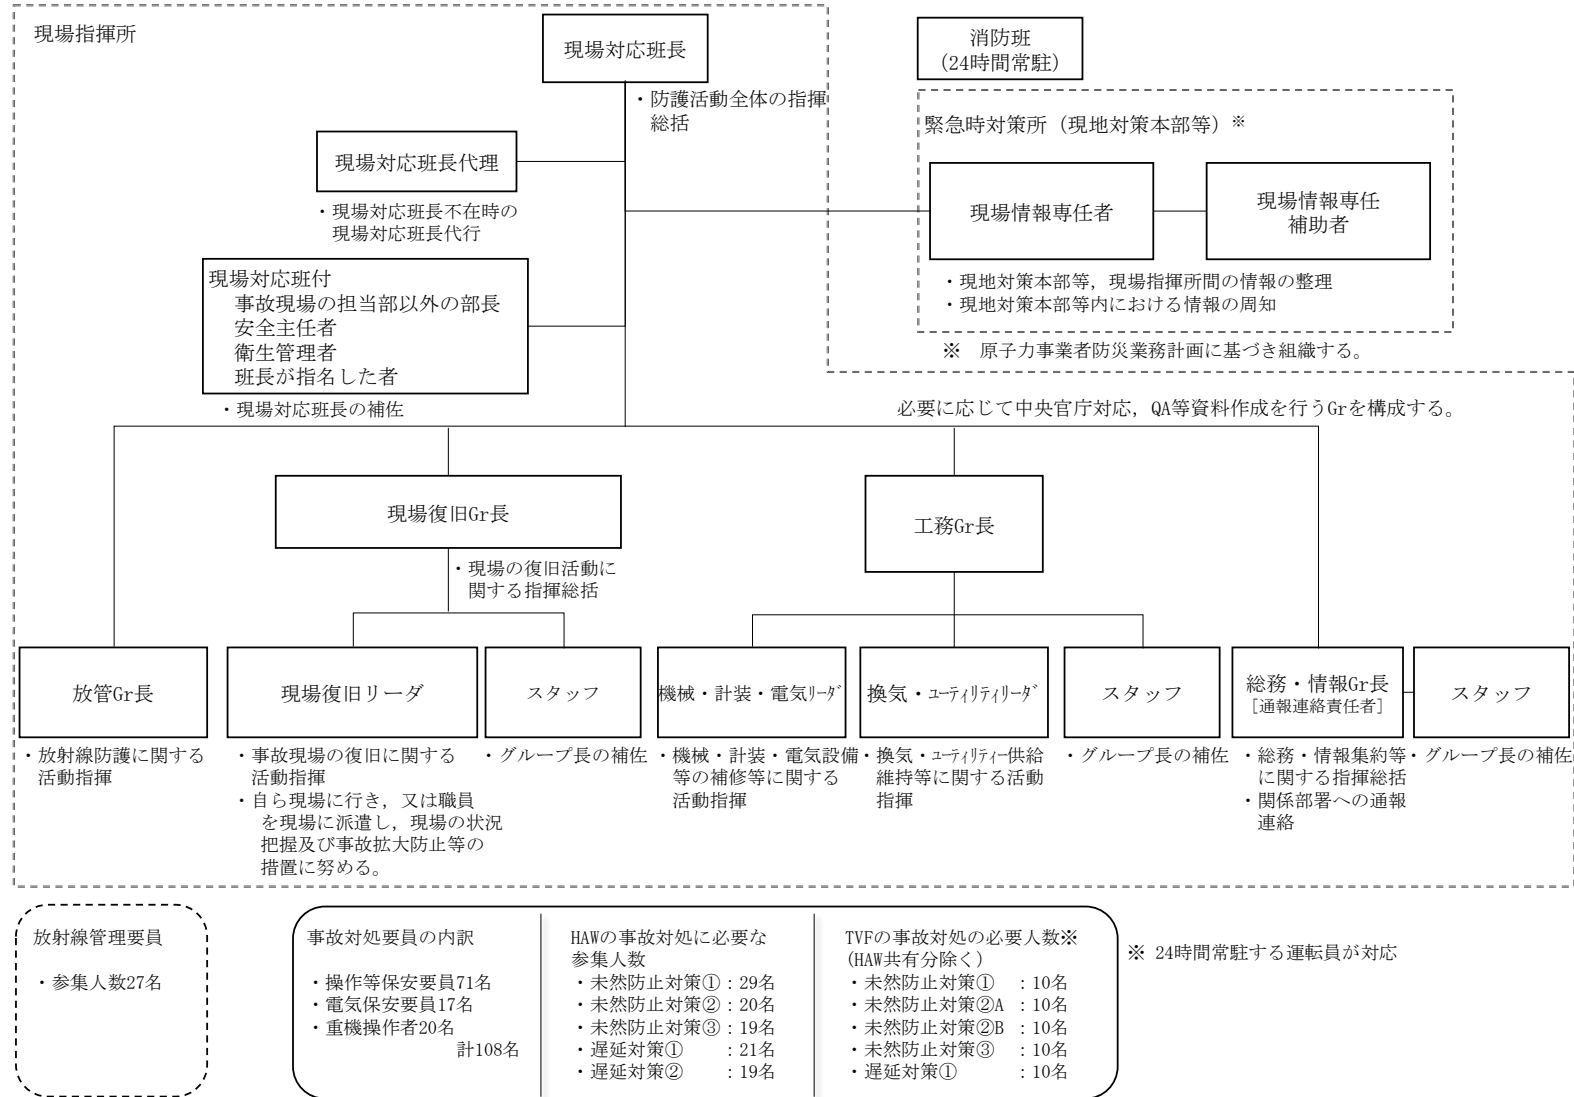 現場指揮所
現場対応班長
・防護活動全体の指揮
総括
消防班
(24時間常駐)
現場対応班長代理
・現場対応班長不在時の
現場対応班長代行
緊急時対策所（現地対策本部等）※
現場情報専任者
現場情報専任
補助者
・現地対策本部等，現場指揮所間の情報の整理
・現地対策本部等内における情報の周知
※　原子力事業者防災業務計画に基づき組織する。
現場対応班付
事故現場の担当部以外の部長
安全主任者
衛生管理者
班長が指名した者
・現場対応班長の補佐
必要に応じて中央官庁対応，QA等資料作成を行うGrを構成する。
現場復旧Gr長
・現場の復旧活動に
関する指揮総括
工務Gr長
放管Gr長
・放射線防護に関する
活動指揮
現場復旧リーダ
・事故現場の復旧に関する
活動指揮
・自ら現場に行き，又は職員
を現場に派遣し，現場の状況
把握及び事故拡大防止等の
措置に努める。
スタッフ
・グループ長の補佐
機械・計装・電気ﾘｰﾀﾞ
・機械・計装・電気設備
等の補修等に関する
活動指揮
換気・ﾕｰﾃｨﾘﾃｨﾘｰﾀﾞ
・換気・ﾕｰﾃｨﾘﾃｨｰ供給
維持等に関する活動
指揮
スタッフ
・グループ長の補佐
総務・情報Gr長
[通報連絡責任者]
・総務・情報集約等
に関する指揮総括
・関係部署への通報
連絡
スタッフ
・グループ長の補佐
放射線管理要員
・参集人数27名
事故対処要員の内訳
・操作等保安要員71名
・電気保安要員17名
・重機操作者20名
計108名
HAWの事故対処に必要な
参集人数
・未然防止対策①：29名
・未然防止対策②：20名
・未然防止対策③：19名
・遅延対策①　　：21名
・遅延対策②　　：19名
TVFの事故対処の必要人数※
(HAW共有分除く)
・未然防止対策①　：10名
・未然防止対策②A ：10名
・未然防止対策②B ：10名
・未然防止対策③　：10名
・遅延対策①　　　：10名
※ 24時間常駐する運転員が対応